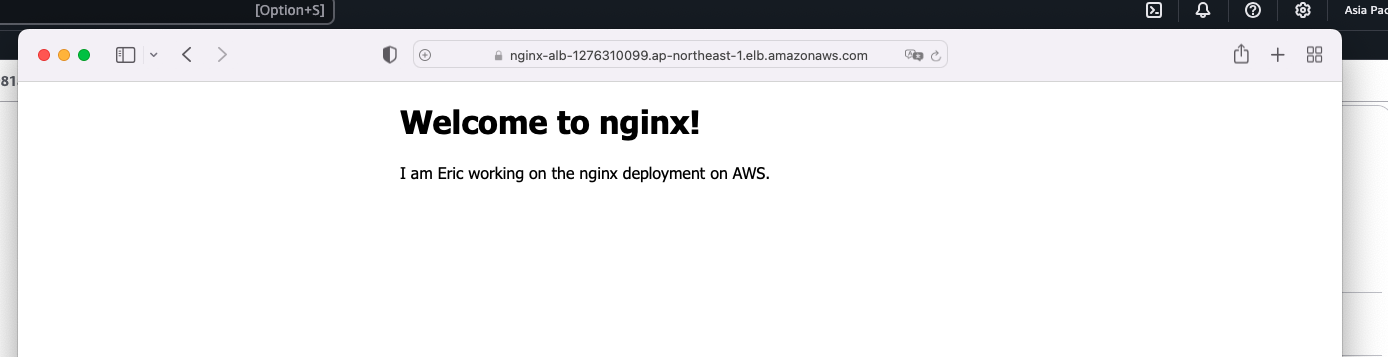 [Option+S]
Asia Pac
nginx-alb-1276310099.ap-northeast-1.elb.amazonaws.com
81
Welcome to nginx!
I am Eric working on the nginx deployment on AWS.